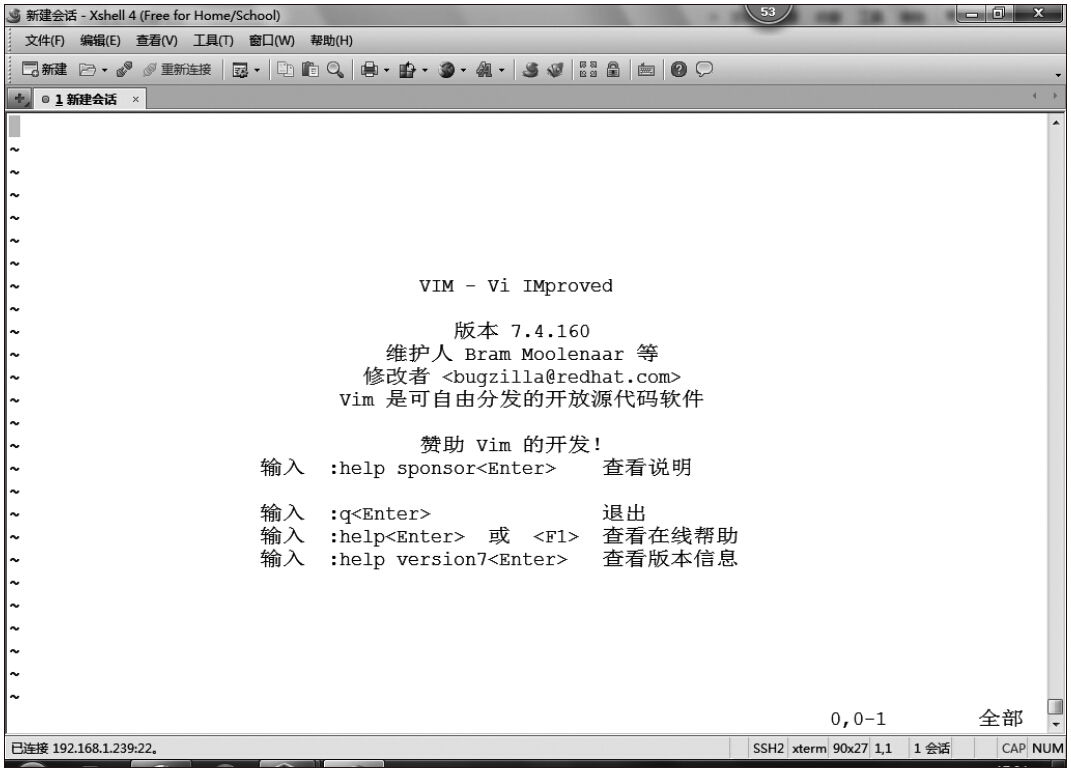 新建会话 - Xshell 4 (Free for Home/School)
53
文件(F) 编辑(E) 查看(V) 工具(T) 窗口(W) 帮助(H)
新建 重新连接
1 新建会话 ×
~
~
~
~
~
~
~ VIM - Vi IMproved
~
~ 版本 7.4.160
~ 维护人 Bram Moolenaar 等
~ 修改者 <bugzilla@redhat.com>
~ Vim 是可自由分发的开放源代码软件
~
~ 赞助 Vim 的开发!
~ 输入 :help sponsor<Enter> 查看说明
~
~ 输入 :q<Enter> 退出
~ 输入 :help<Enter> 或 <F1> 查看在线帮助
~ 输入 :help version7<Enter> 查看版本信息
~
~
~
~
~
~
0,0-1 全部
已连接 192.168.1.239:22。 SSH2 xterm 90x27 1,1 1 会话 CAP NUM